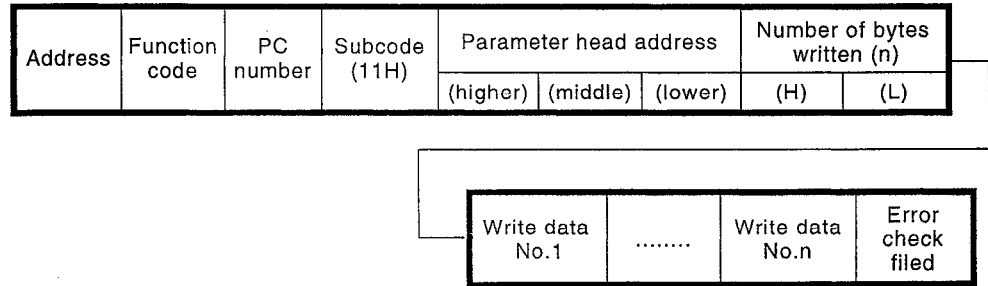 Address
Function
code
PC
number
Subcode
(11H)
Parameter head address
(higher) (middle) (lower)
Number of bytes
written (n)
(H) (L)
Write data
No.1
........
Write data
No.n
Error
check
filed